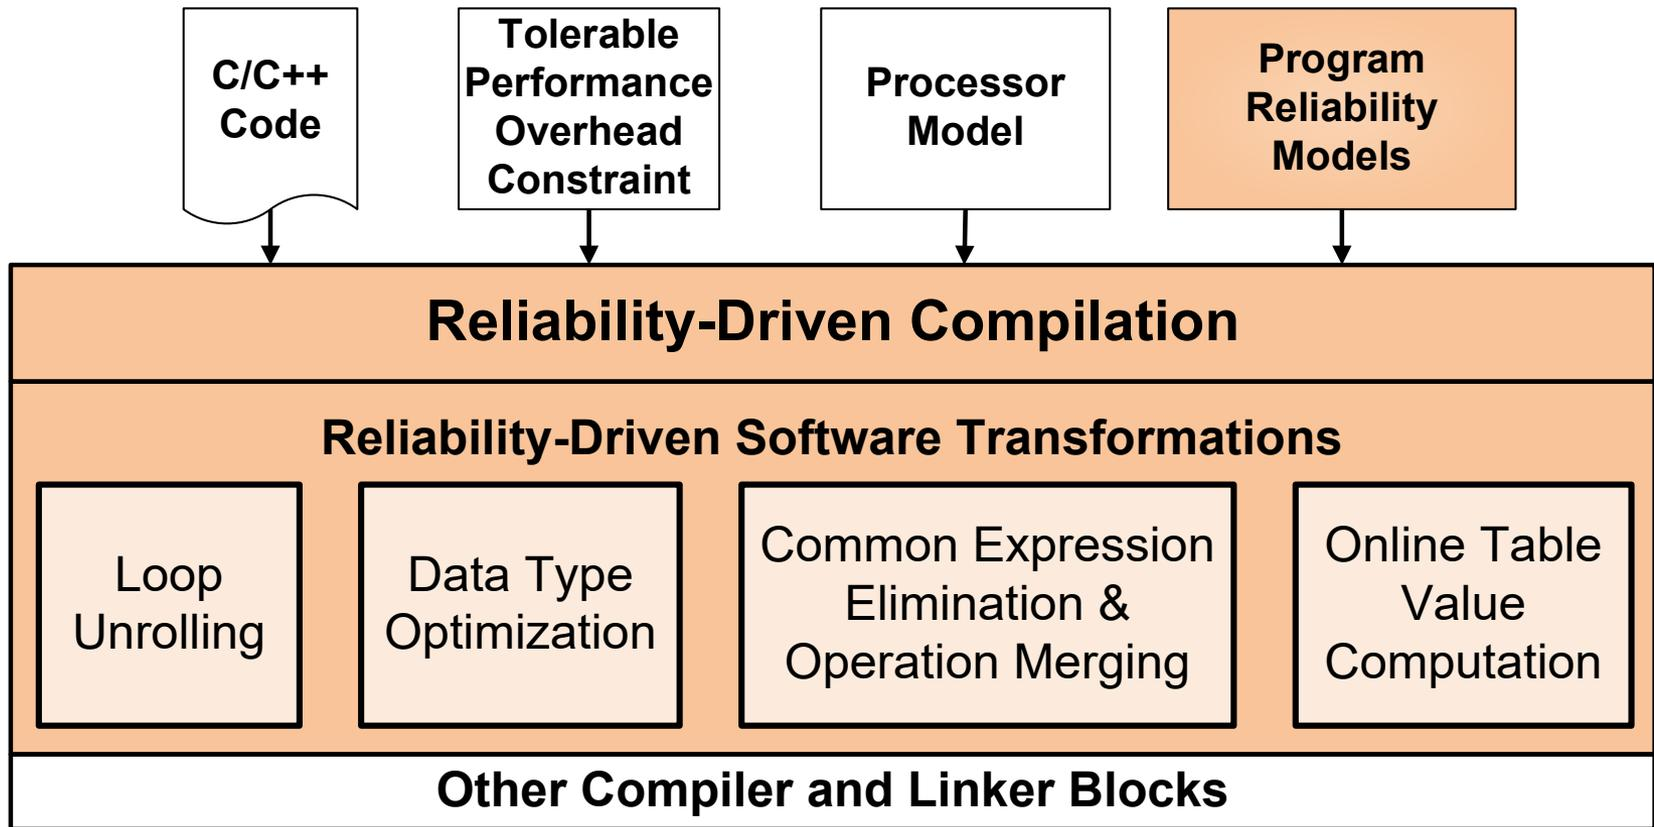 C/C++
Code
Tolerable
Performance
Overhead
Constraint
Processor
Model
Program
Reliability
Models
Reliability-Driven Compilation
Reliability-Driven Software Transformations
Loop
Unrolling
Data Type
Optimization
Common Expression
Elimination &
Operation Merging
Online Table
Value
Computation
Other Compiler and Linker Blocks